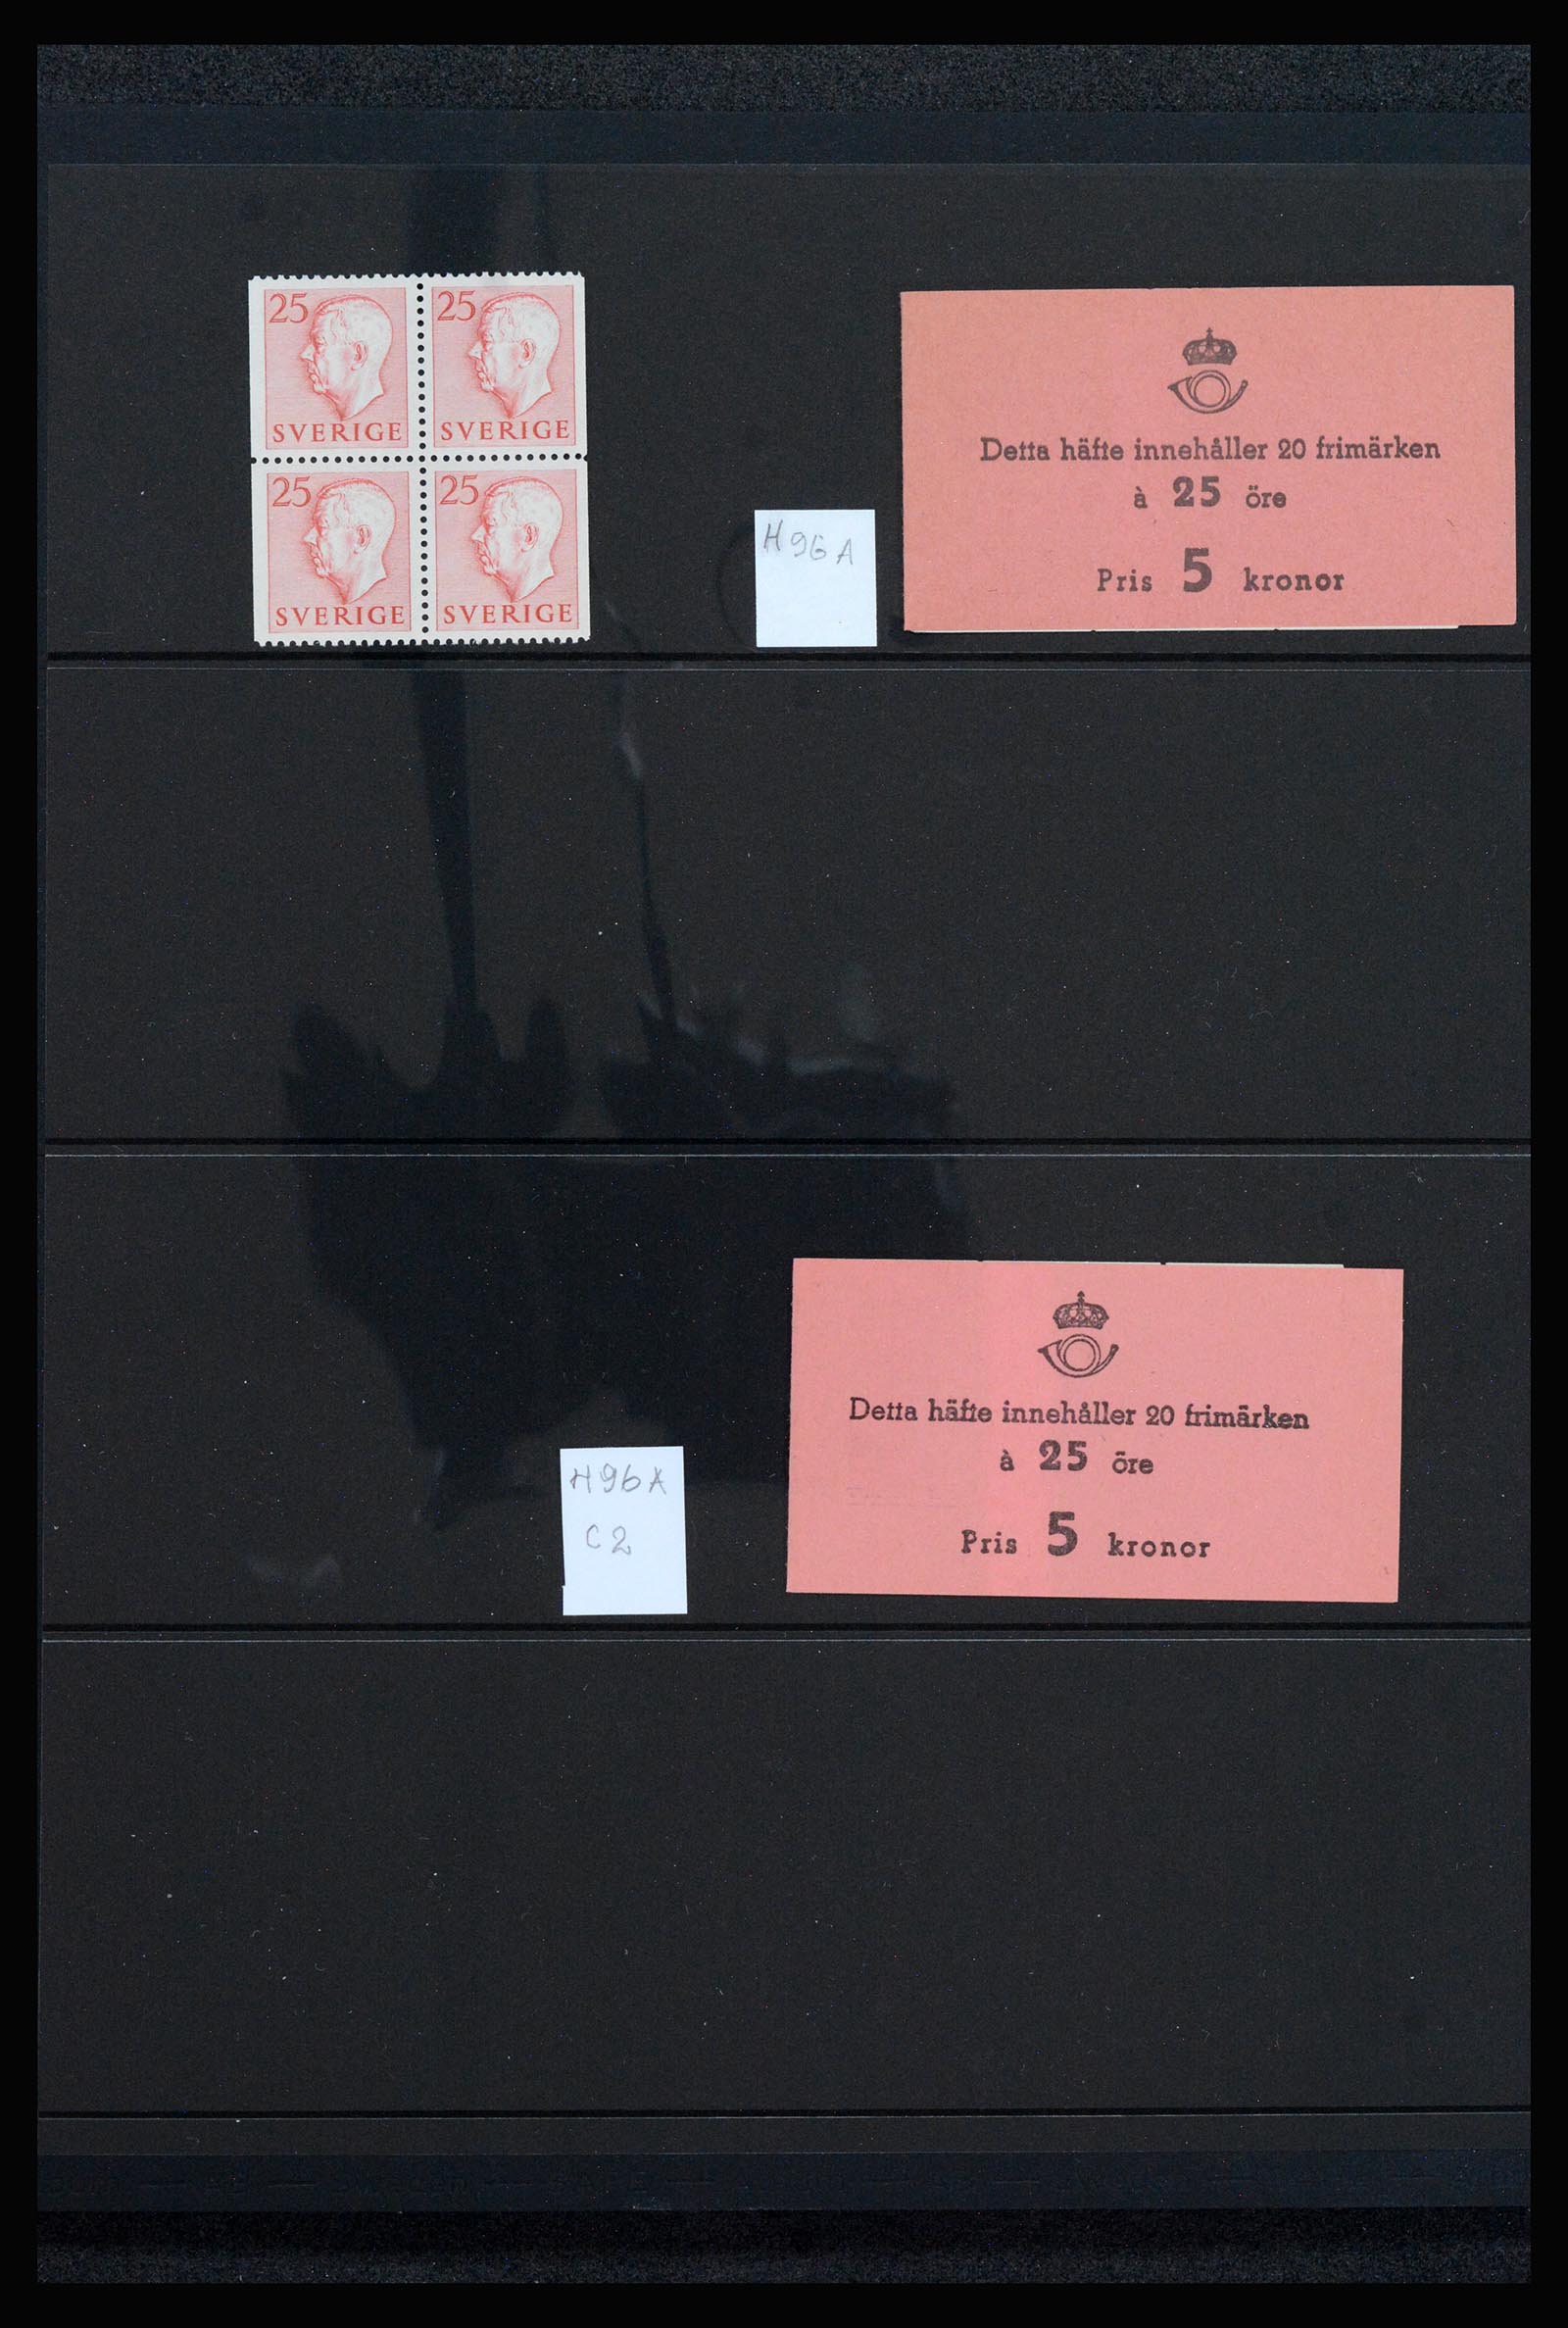 25 25
SVERIGE SVERIGE
25 25
SVERIGE SVERIGE
H96A
Detta häfte innehåller 20 frimärken
à 25 öre
Pris 5 kronor
H96A
C2
Detta häfte innehåller 20 frimärken
à 25 öre
Pris 5 kronor